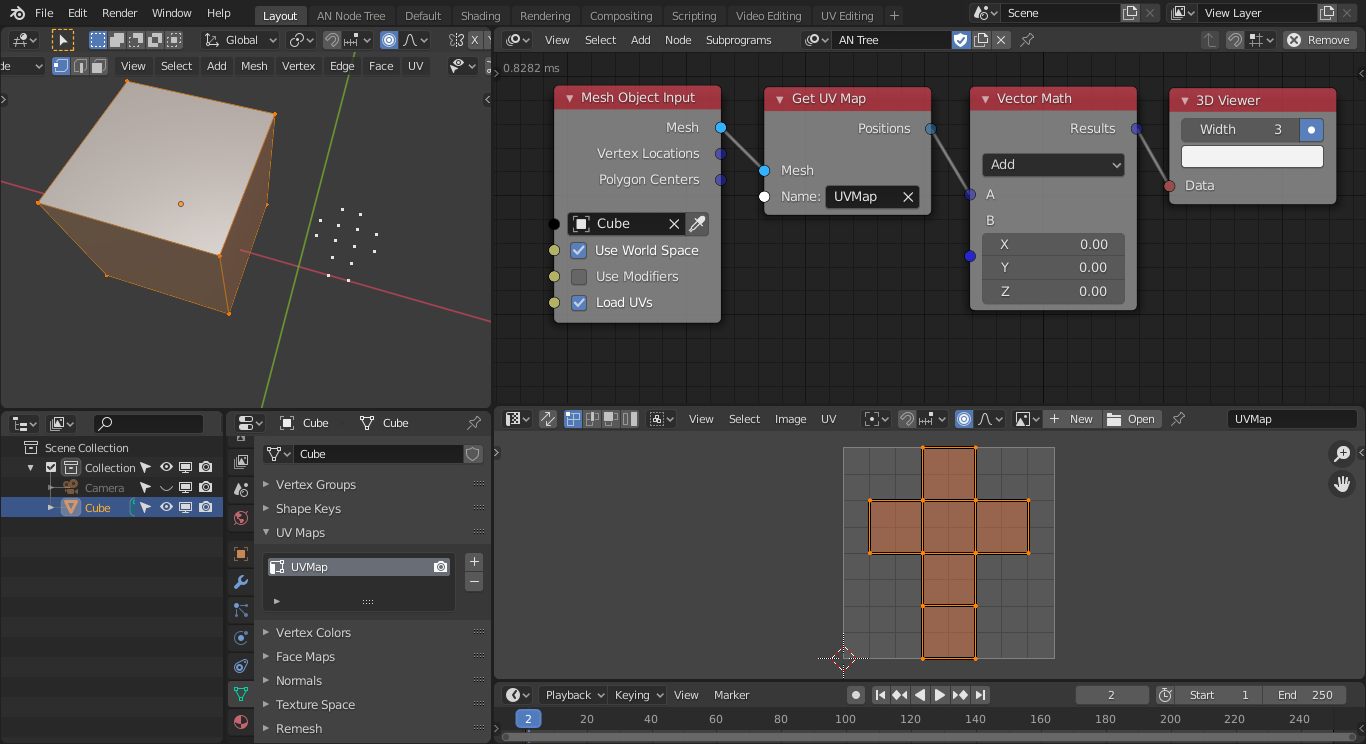 File Edit Render Window Help Layout AN Node Tree Default Shading Rendering Compositing Scripting Video Editing UV Editing + Scene View Layer
Global X
View Select Add Node Subprograms AN Tree Remove
de View Select Add Mesh Vertex Edge Face UV
0.8282 ms
Mesh Object Input
Mesh
Vertex Locations
Polygon Centers
Cube
Use World Space
Use Modifiers
Load UVs
Get UV Map
Positions
Mesh
Name: UVMap
Vector Math
Results
Add
A
B
X 0.00
Y 0.00
Z 0.00
3D Viewer
Width 3
Data
Scene Collection
Collection
Camera
Cube
Cube Cube
Cube
Vertex Groups
Shape Keys
UV Maps
UVMap
Vertex Colors
Face Maps
Normals
Texture Space
Remesh
View Select Image UV New Open UVMap
Playback Keying View Marker 2 Start 1 End 250
2 20 40 60 80 100 120 140 160 180 200 220 240